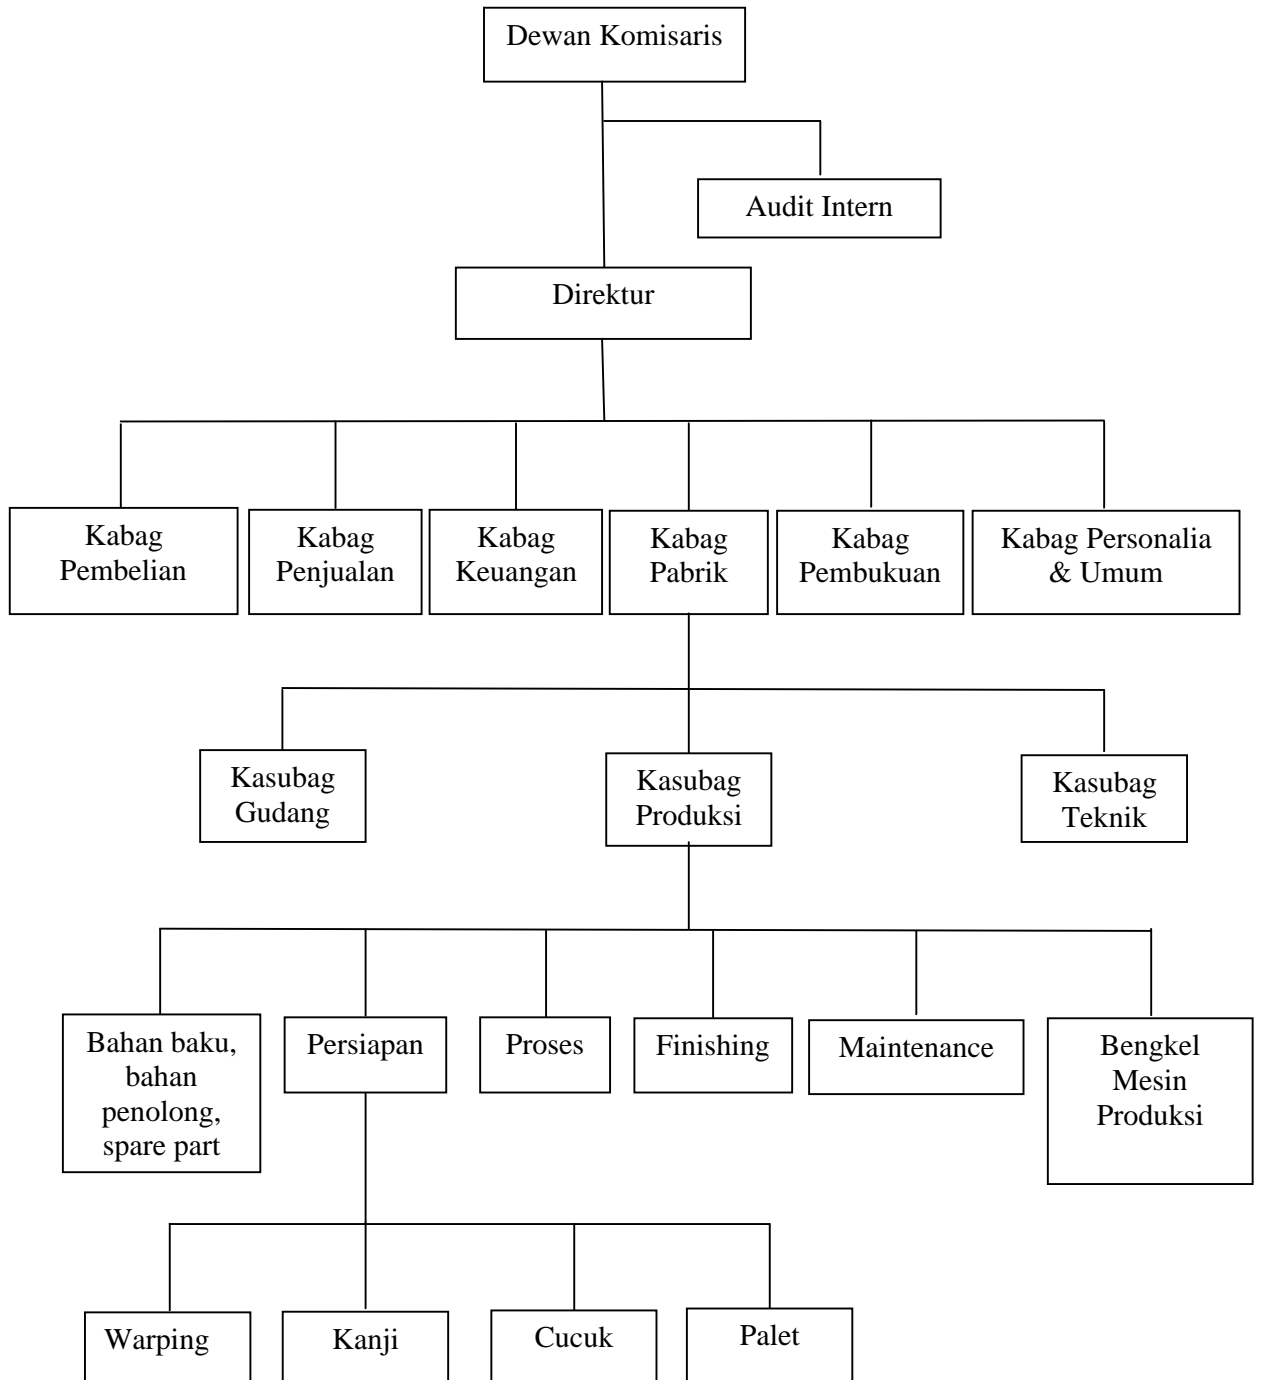 Dewan Komisaris
Audit Intern
Direktur
Kabag
Pembelian
Kabag
Penjualan
Kabag
Keuangan
Kabag
Pabrik
Kabag
Pembukuan
Kabag Personalia
& Umum
Kasubag
Gudang
Kasubag
Produksi
Kasubag
Teknik
Bahan baku,
bahan
penolong,
spare part
Persiapan
Proses
Finishing
Maintenance
Bengkel
Mesin
Produksi
Warping
Kanji
Cucuk
Palet